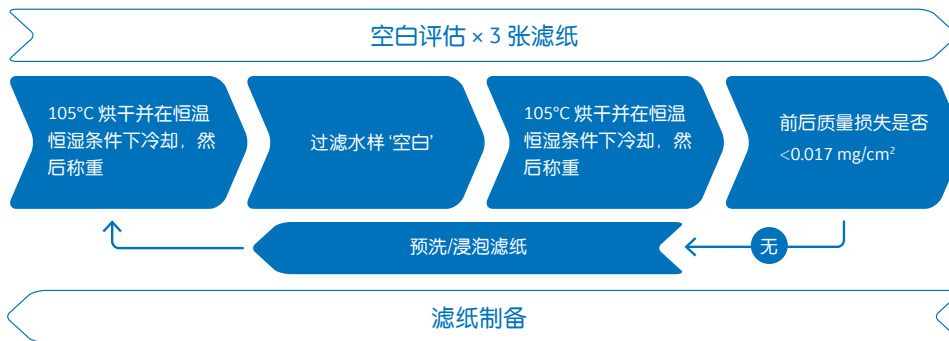 空白评估 × 3 张滤纸
105°C 烘干并在恒温
恒湿条件下冷却，然
后称重
过滤水样 ‘空白’
105°C 烘干并在恒温
恒湿条件下冷却，然
后称重
前后质量损失是否
<0.017 mg/cm²
预洗/浸泡滤纸
无
滤纸制备